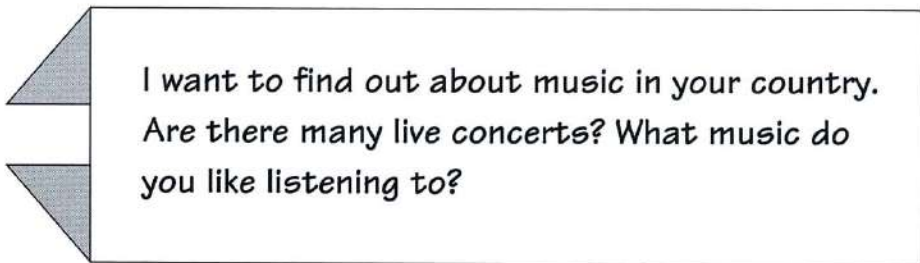 I want to find out about music in your country.
Are there many live concerts? What music do
you like listening to?